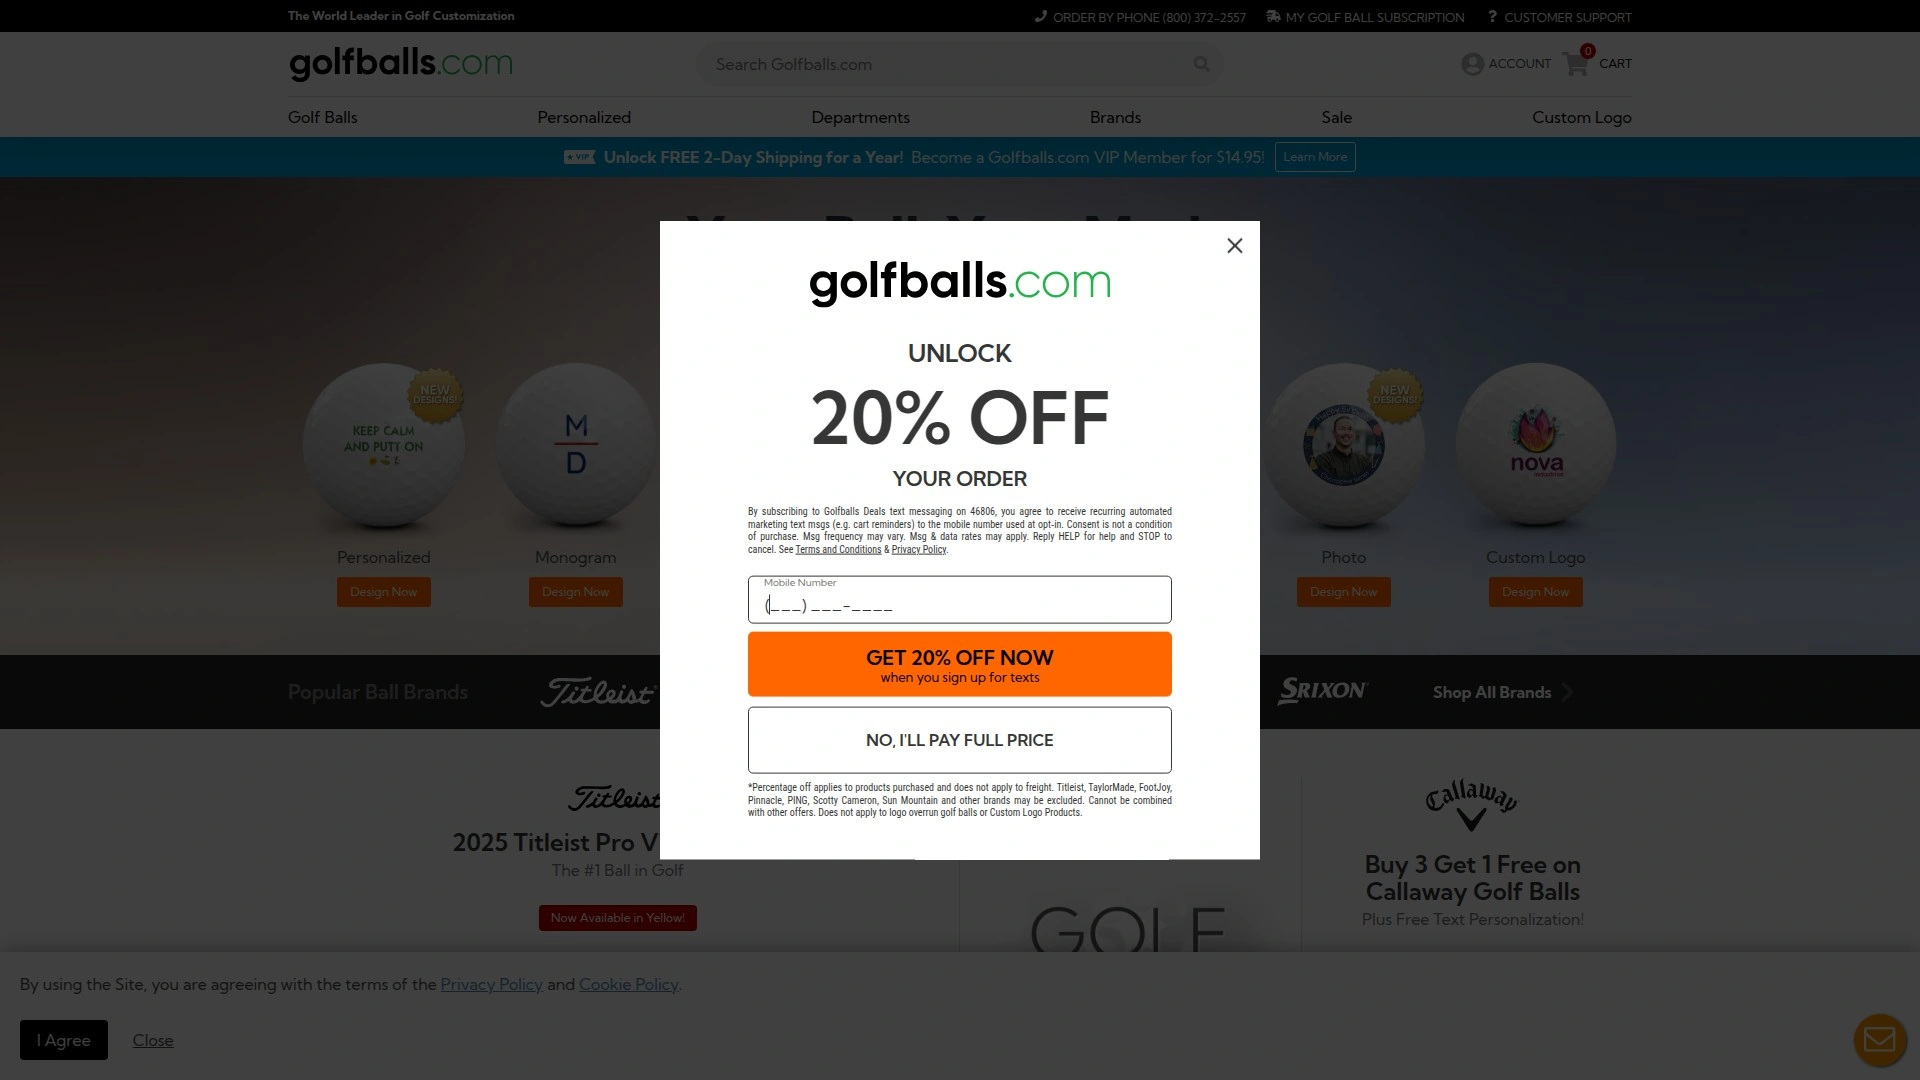 The World Leader in Golf Customization
ORDER BY PHONE (800) 372-2557
MY GOLF BALL SUBSCRIPTION
? CUSTOMER SUPPORT
golfballs.com
Search Golfballs.com
ACCOUNT
0
CART
Golf Balls
Personalized
Departments
Brands
Sale
Custom Logo
VIP Unlock FREE 2-Day Shipping for a Year! Become a Golfballs.com VIP Member for $14.95! Learn More
golfballs.com
UNLOCK
20% OFF
YOUR ORDER
By subscribing to Golfballs Deals text messaging on 46806, you agree to receive recurring automated
marketing text msgs (e.g. cart reminders) to the mobile number used at opt-in. Consent is not a condition
of purchase. Msg frequency may vary. Msg & data rates may apply. Reply HELP for help and STOP to
cancel. See Terms and Conditions & Privacy Policy.
Mobile Number
(___) ___-____
GET 20% OFF NOW
when you sign up for texts
NO, I'LL PAY FULL PRICE
*Percentage off applies to products purchased and does not apply to freight. Titleist, TaylorMade, FootJoy,
Pinnacle, PING, Scotty Cameron, Sun Mountain and other brands may be excluded. Cannot be combined
with other offers. Does not apply to logo overrun golf balls or Custom Logo Products.
NEW
DESIGNS!
KEEP CALM
AND PUTT ON
M
D
NEW
DESIGNS!
nova
Personalized
Monogram
Photo
Custom Logo
Design Now
Design Now
Design Now
Design Now
Popular Ball Brands
Titleist
SRIXON
Shop All Brands
Titleist
2025 Titleist Pro V
The #1 Ball in Golf
Now Available in Yellow!
GOLF
Callaway
Buy 3 Get 1 Free on
Callaway Golf Balls
Plus Free Text Personalization!
By using the Site, you are agreeing with the terms of the Privacy Policy and Cookie Policy.
I Agree
Close